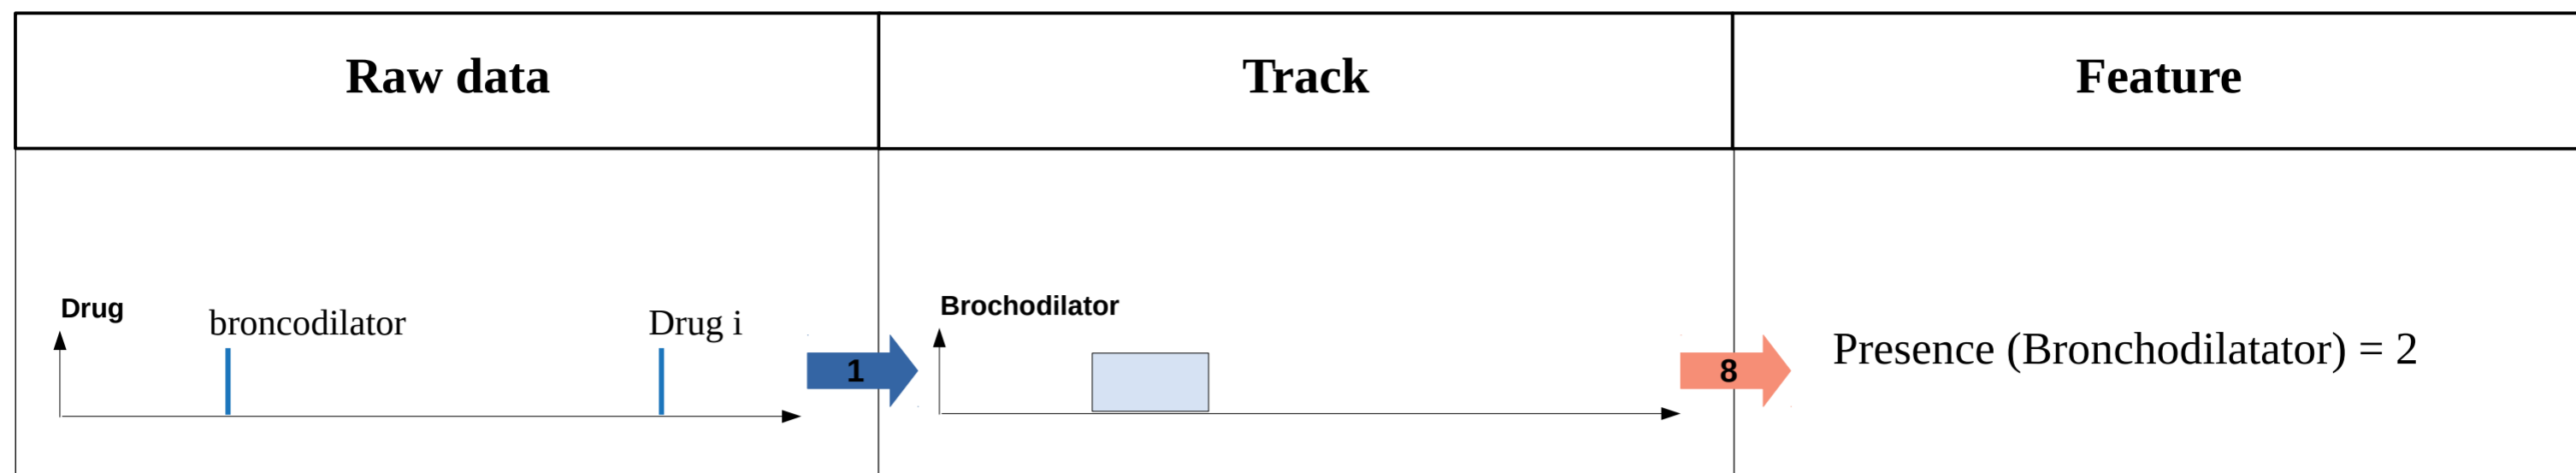 Raw data
Track
Feature
Drug
broncodilator
Drug i
1
Brochodilator
8
Presence (Bronchodilatator) = 2